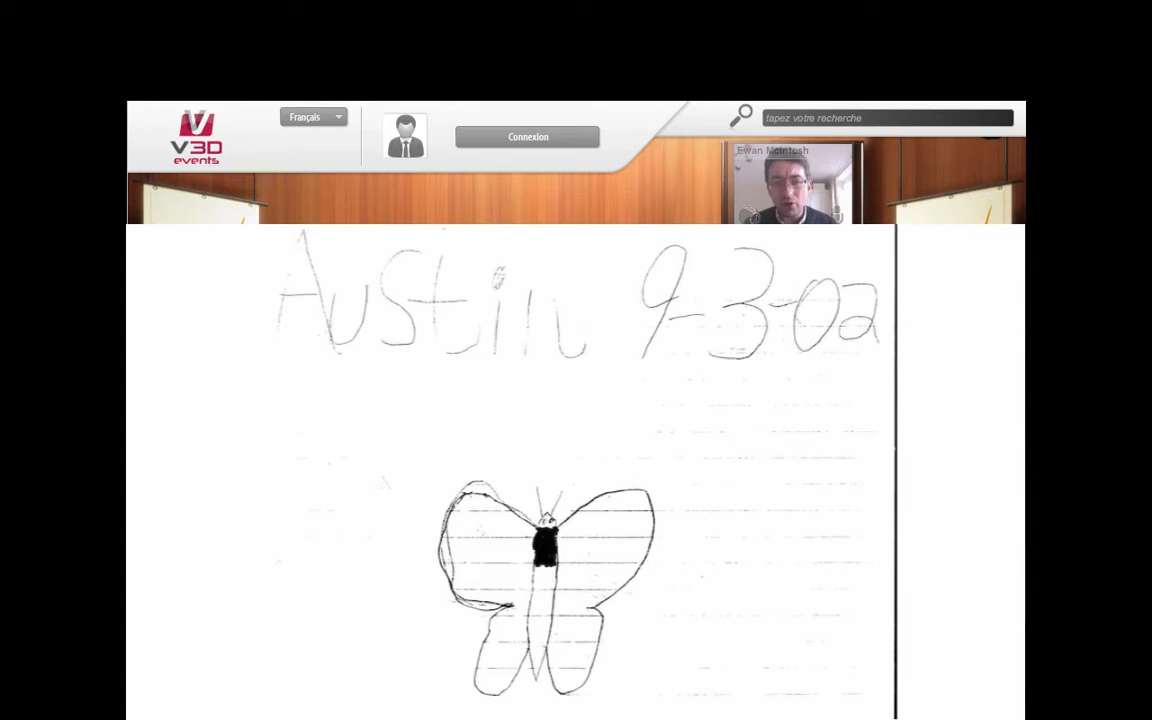 Français
Connexion
tapez votre recherche
V3D
events
Ewan McIntosh
Austin 9-3-02